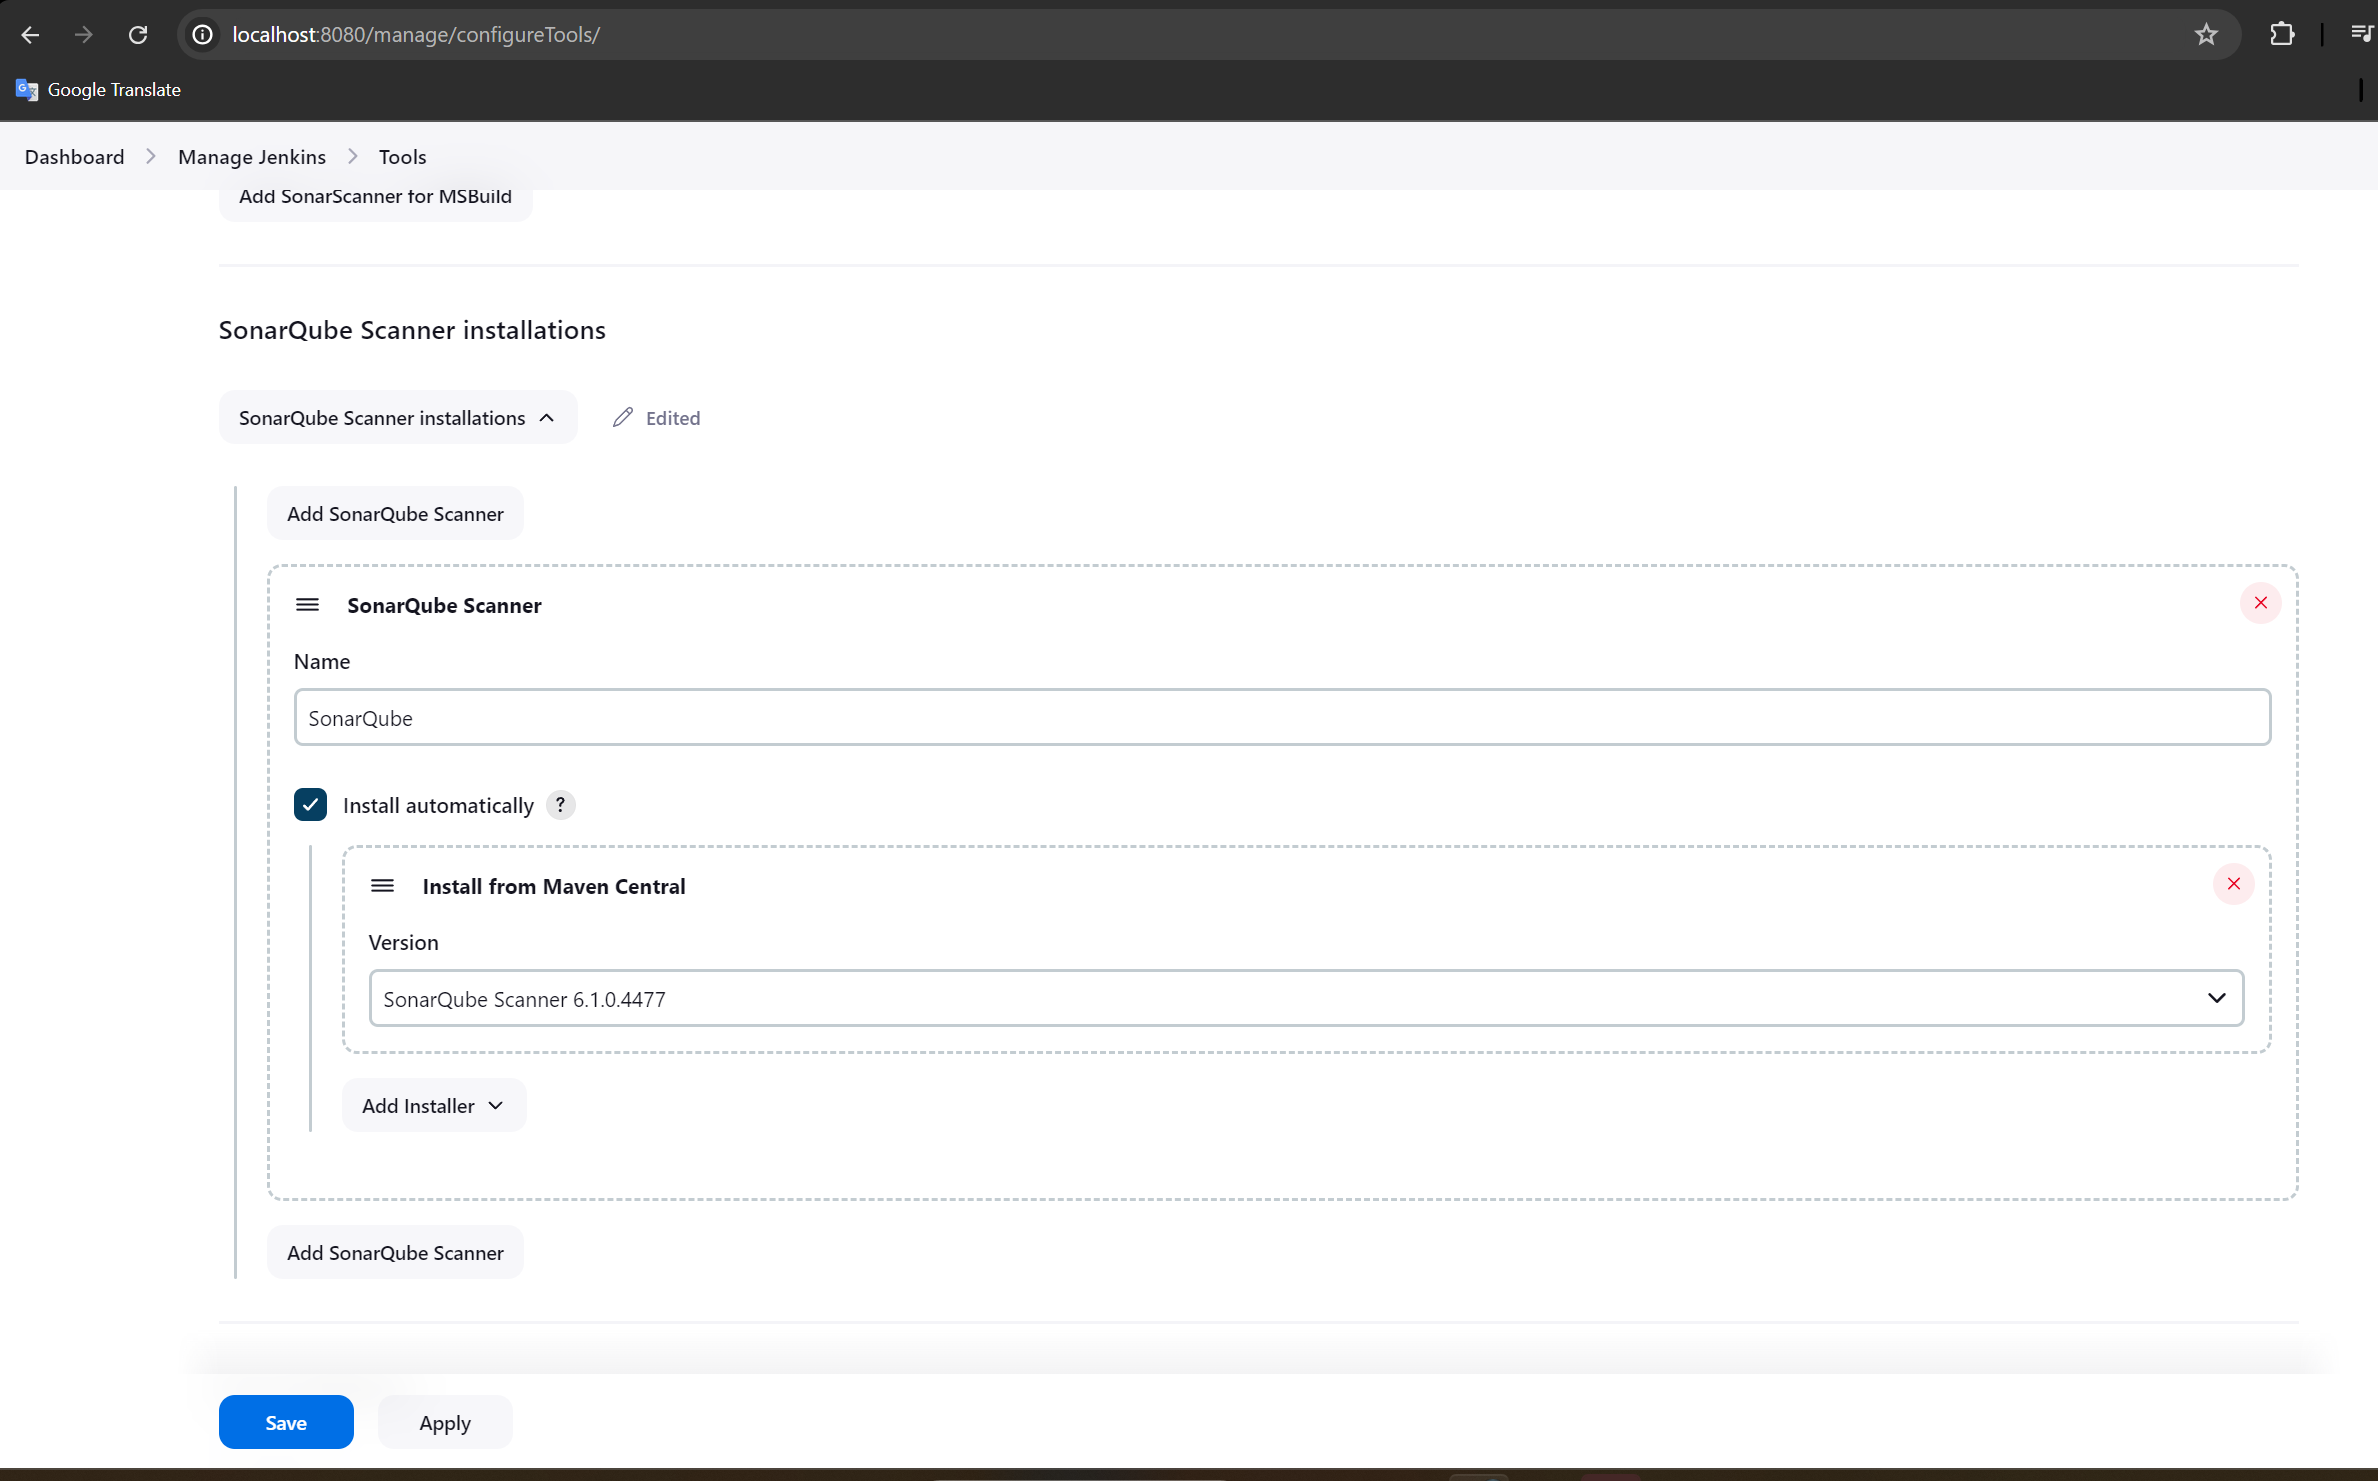 localhost:8080/manage/configureTools/
Google Translate
Dashboard > Manage Jenkins > Tools
Add SonarScanner for MSBuild
SonarQube Scanner installations
SonarQube Scanner installations
Edited
Add SonarQube Scanner
SonarQube Scanner
Name
SonarQube
Install automatically ?
Install from Maven Central
Version
SonarQube Scanner 6.1.0.4477
Add Installer
Add SonarQube Scanner
Save
Apply